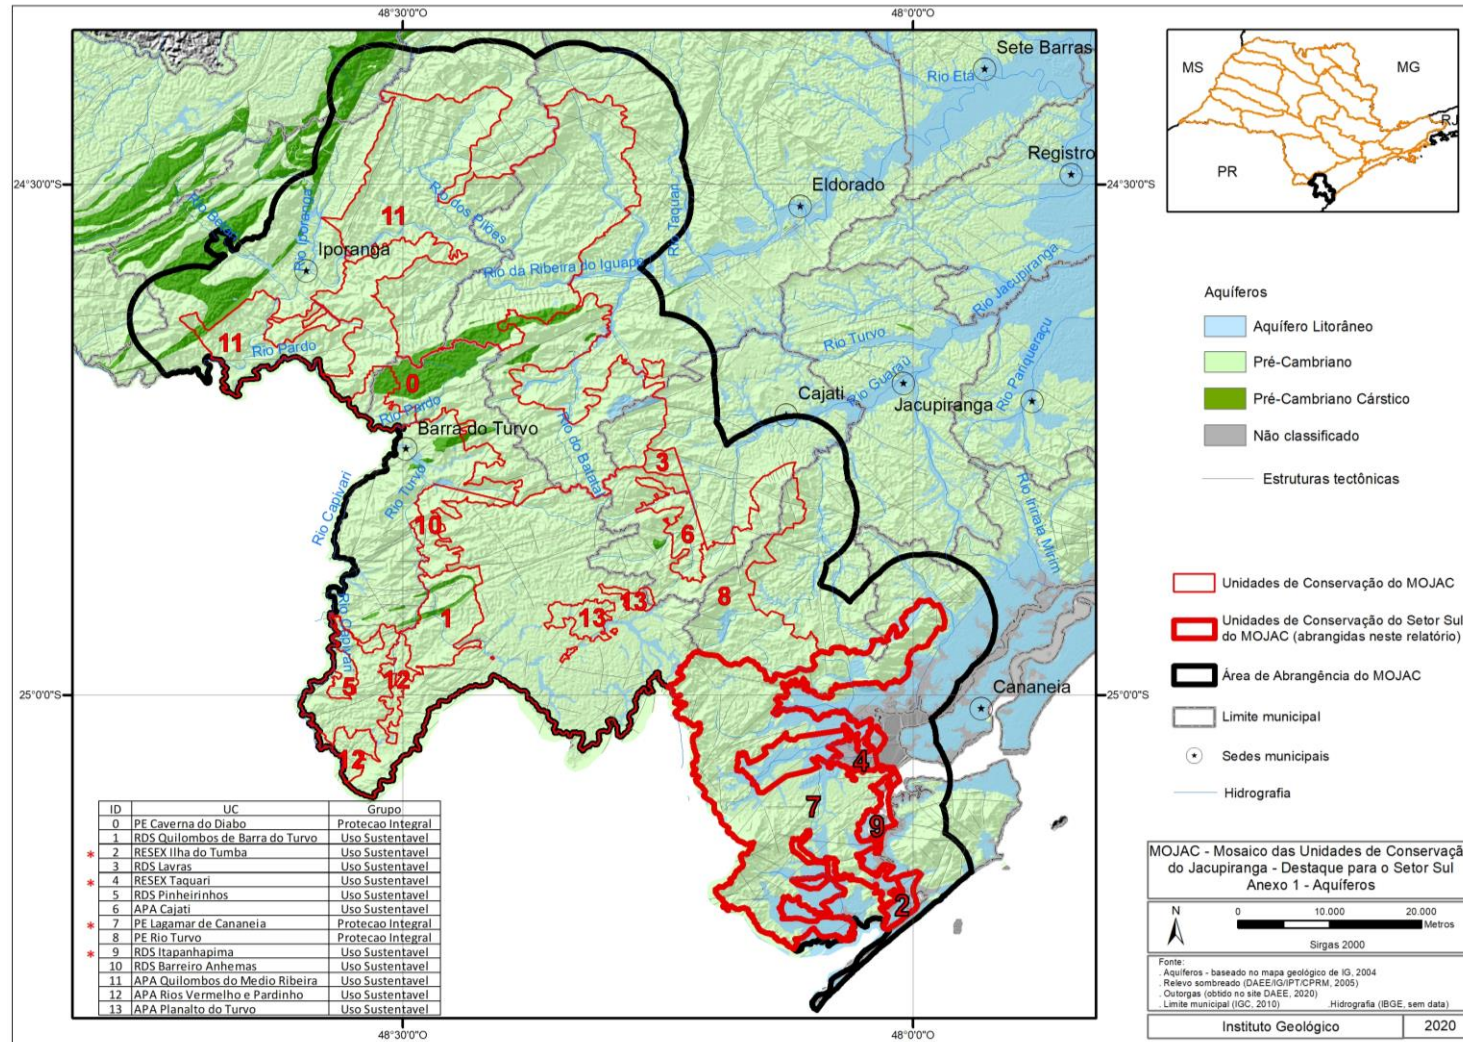 48°30'0"O
48°0'0"O
24°30'0"S
24°30'0"S
25°0'0"S
25°0'0"S
48°30'0"O
48°0'0"O
Sete Barras
Rio Etá
Registro
Eldorado
Rio Taquari
Rio dos Pilões
Rio Iporanga
Iporanga
11
Rio da Ribeira do Iguape
Rio Jacupiranga
Rio Turvo
Rio Pariqueraçu
Rio Guaraú
11
Rio Pardo
0
Rio Pardo
Cajati
Jacupiranga
Barra do Turvo
Rio do Batatal
3
Rio Turvo
Rio Capivari
10
6
Rio Capivari
1
13
13
8
5
12
12
Cananeia
4
7
9
2
ID UC Grupo
0 PE Caverna do Diabo Protecao Integral
1 RDS Quilombos de Barra do Turvo Uso Sustentavel
* 2 RESEX Ilha do Tumba Uso Sustentavel
3 RDS Lavras Uso Sustentavel
* 4 RESEX Taquari Uso Sustentavel
5 RDS Pinheirinhos Uso Sustentavel
6 APA Cajati Uso Sustentavel
* 7 PE Lagamar de Cananeia Protecao Integral
8 PE Rio Turvo Protecao Integral
* 9 RDS Itapanhapima Uso Sustentavel
10 RDS Barreiro Anhemas Uso Sustentavel
11 APA Quilombos do Medio Ribeira Uso Sustentavel
12 APA Rios Vermelho e Pardinho Uso Sustentavel
13 APA Planalto do Turvo Uso Sustentavel
MS
MG
RJ
PR
Aquíferos
Aquífero Litorâneo
Pré-Cambriano
Pré-Cambriano Cárstico
Não classificado
Estruturas tectônicas
Unidades de Conservação do MOJAC
Unidades de Conservação do Setor Sul
do MOJAC (abrangidas neste relatório)
Área de Abrangência do MOJAC
Limite municipal
Sedes municipais
Hidrografia
MOJAC - Mosaico das Unidades de Conservaçã
do Jacupiranga - Destaque para o Setor Sul
Anexo 1 - Aquíferos
N
0 10.000 20.000
Metros
Sirgas 2000
Fonte:
. Aquíferos - baseado no mapa geológico de IG, 2004
. Relevo sombreado (DAEE/IG/IPT/CPRM, 2005)
. Outorgas (obtido no site DAEE, 2020)
. Limite municipal (IGC, 2010) .Hidrografia (IBGE, sem data)
Instituto Geológico 2020